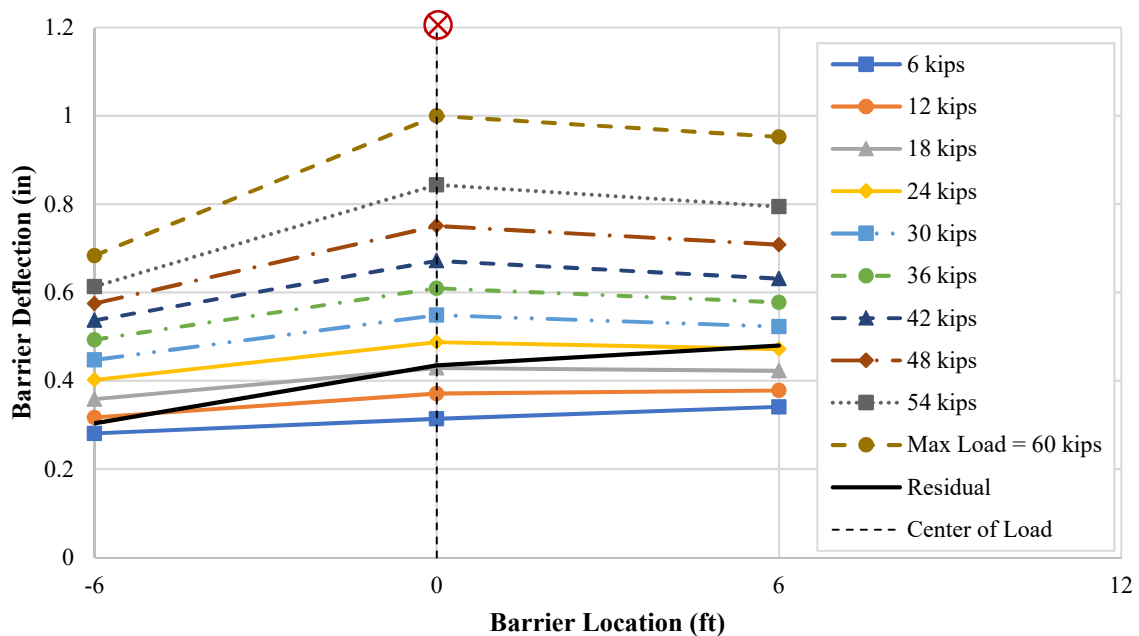 1.2
1
0.8
0.6
0.4
0.2
0
Barrier Deflection (in)
-6
0
6
12
Barrier Location (ft)
6 kips
12 kips
18 kips
24 kips
30 kips
36 kips
42 kips
48 kips
54 kips
Max Load = 60 kips
Residual
Center of Load